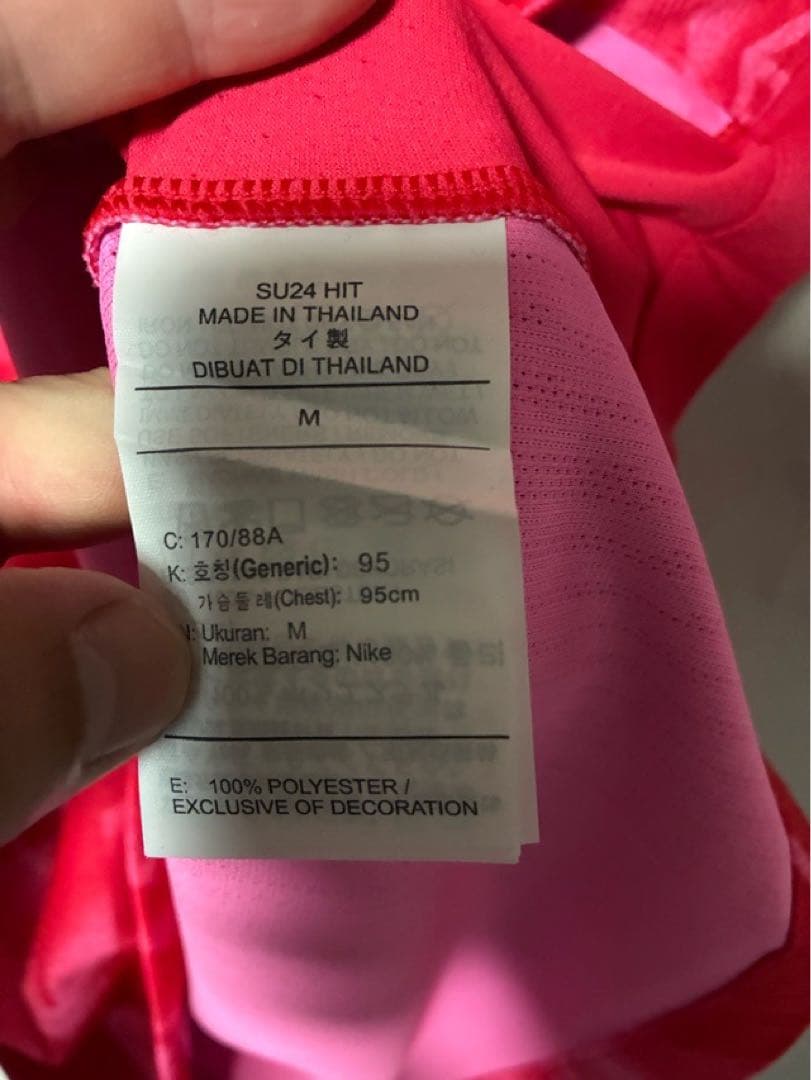 SU24 HIT
MADE IN THAILAND
タイ製
DIBUAT DI THAILAND
M
C: 170/88A
K: 호칭(Generic): 95
가슴둘레(Chest): 95cm
Ukuran: M
Merek Barang: Nike
E: 100% POLYESTER /
EXCLUSIVE OF DECORATION